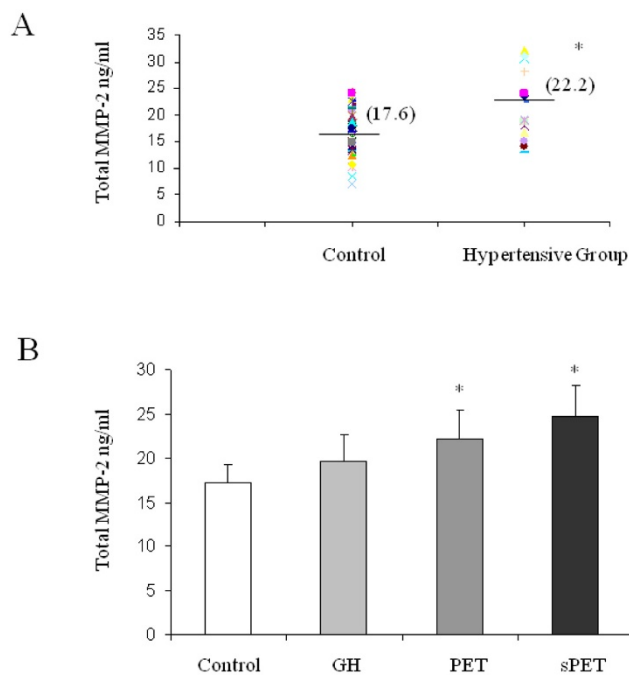 A
Total MMP-2 ng/ml
35
30
25
20
15
10
5
0
*
(17.6)
(22.2)
Control
Hypertensive Group
B
Total MMP-2 ng/ml
30
25
20
15
10
5
0
*
*
Control
GH
PET
sPET